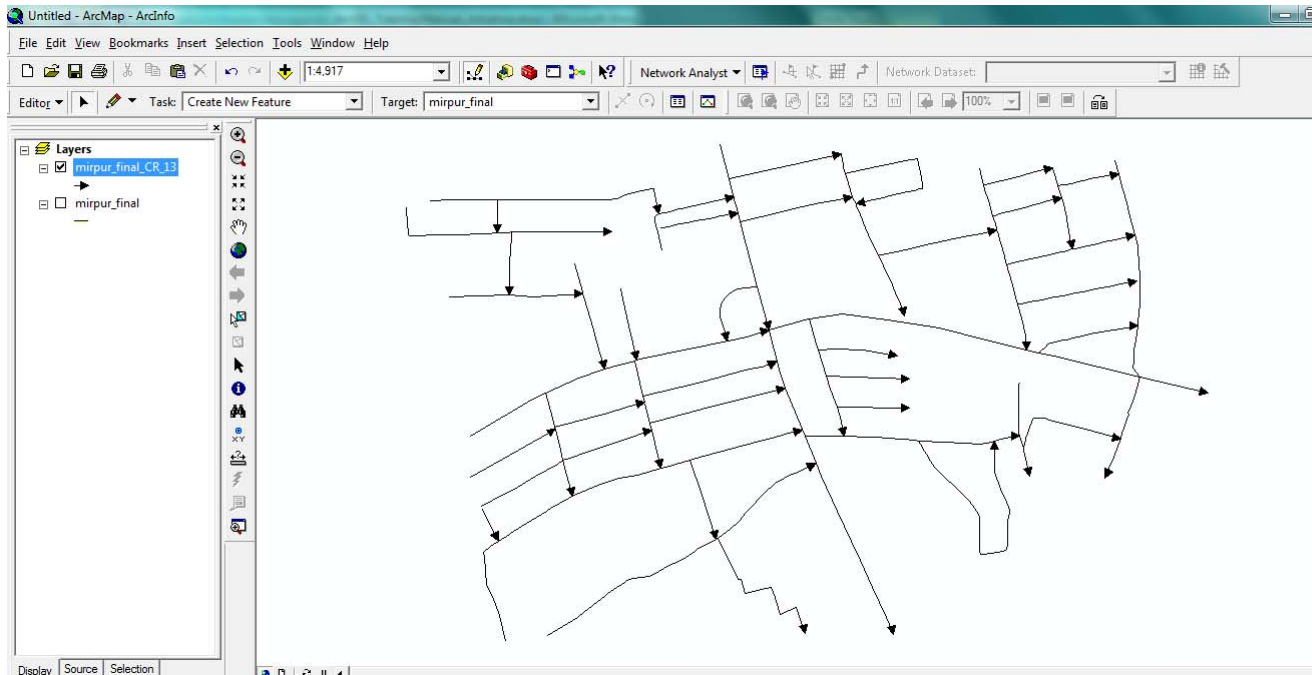 Untitled - ArcMap - ArcInfo
File Edit View Bookmarks Insert Selection Tools Window Help
1:4,917 Network Analyst Network Dataset:
Editor Task: Create New Feature Target: mirpur_final 100%
Layers
mirpur_final_CR_13
mirpur_final
XY
Display Source Selection